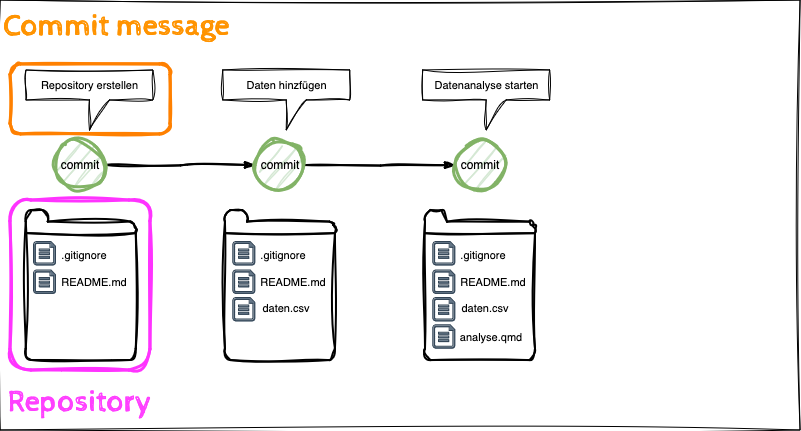 Commit message
Repository erstellen
Daten hinzfügen
Datenanalyse starten
commit
commit
commit
.gitignore
README.md
.gitignore
README.md
daten.csv
.gitignore
README.md
daten.csv
analyse.qmd
Repository